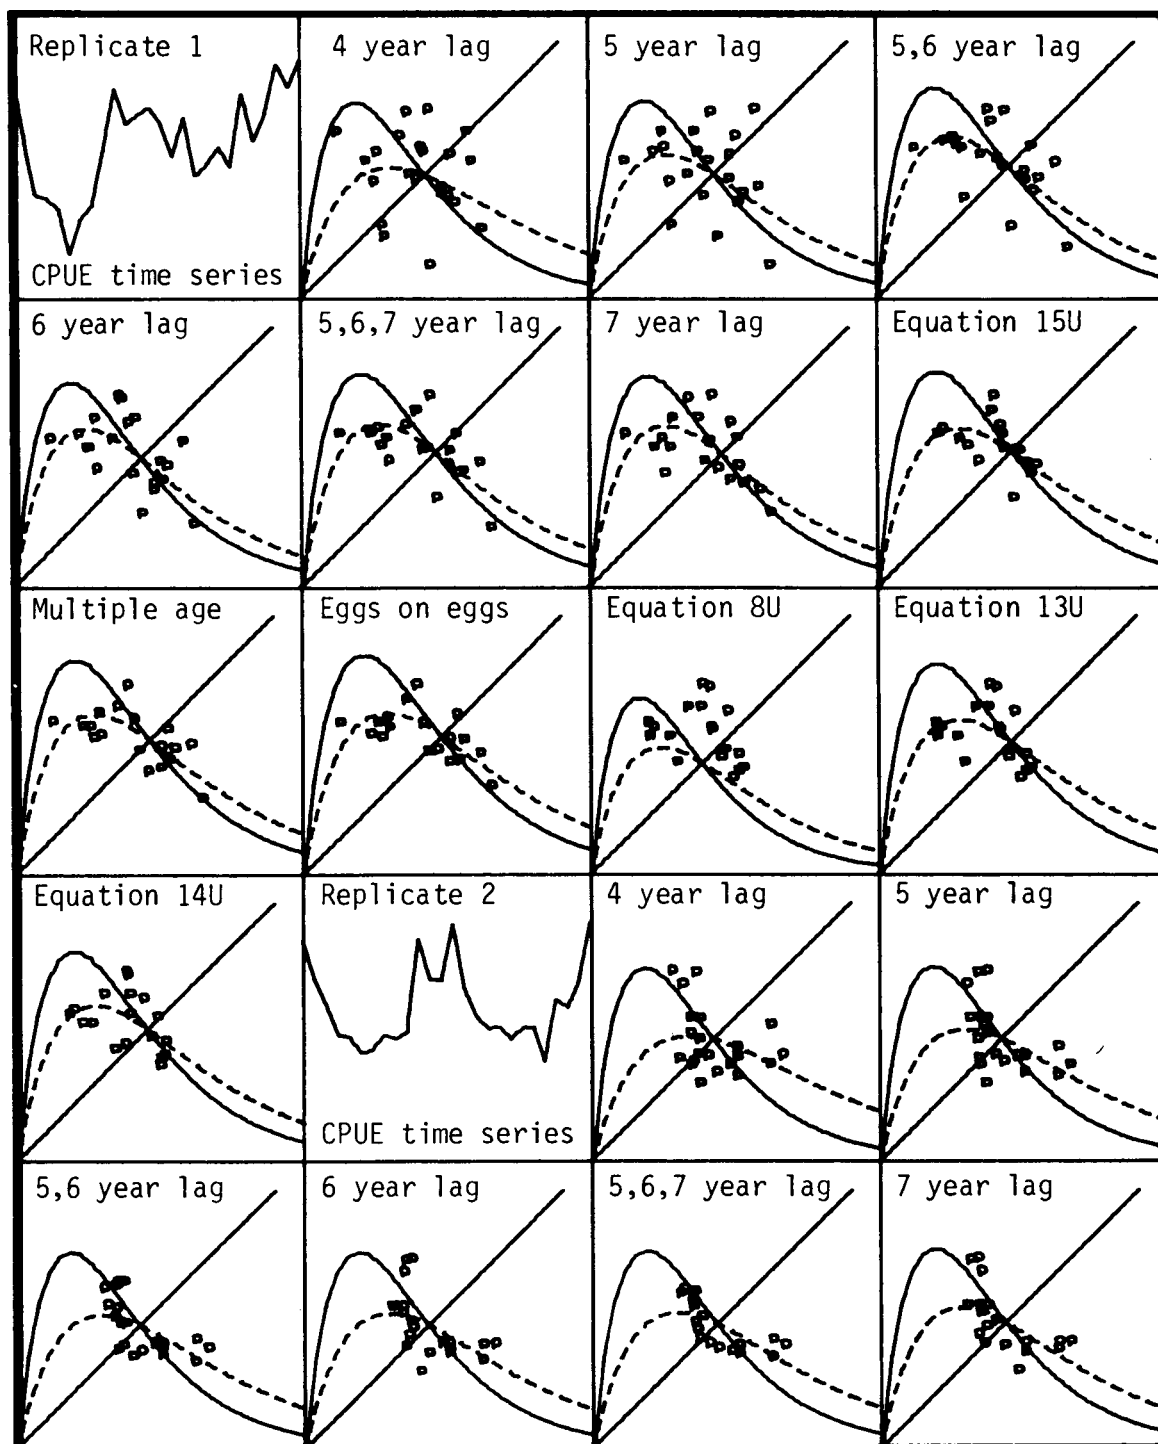 Replicate 1
CPUE time series
4 year lag
5 year lag
5,6 year lag
6 year lag
5,6,7 year lag
7 year lag
Equation 15U
Multiple age
Eggs on eggs
Equation 8U
Equation 13U
Equation 14U
Replicate 2
CPUE time series
4 year lag
5 year lag
5,6 year lag
6 year lag
5,6,7 year lag
7 year lag